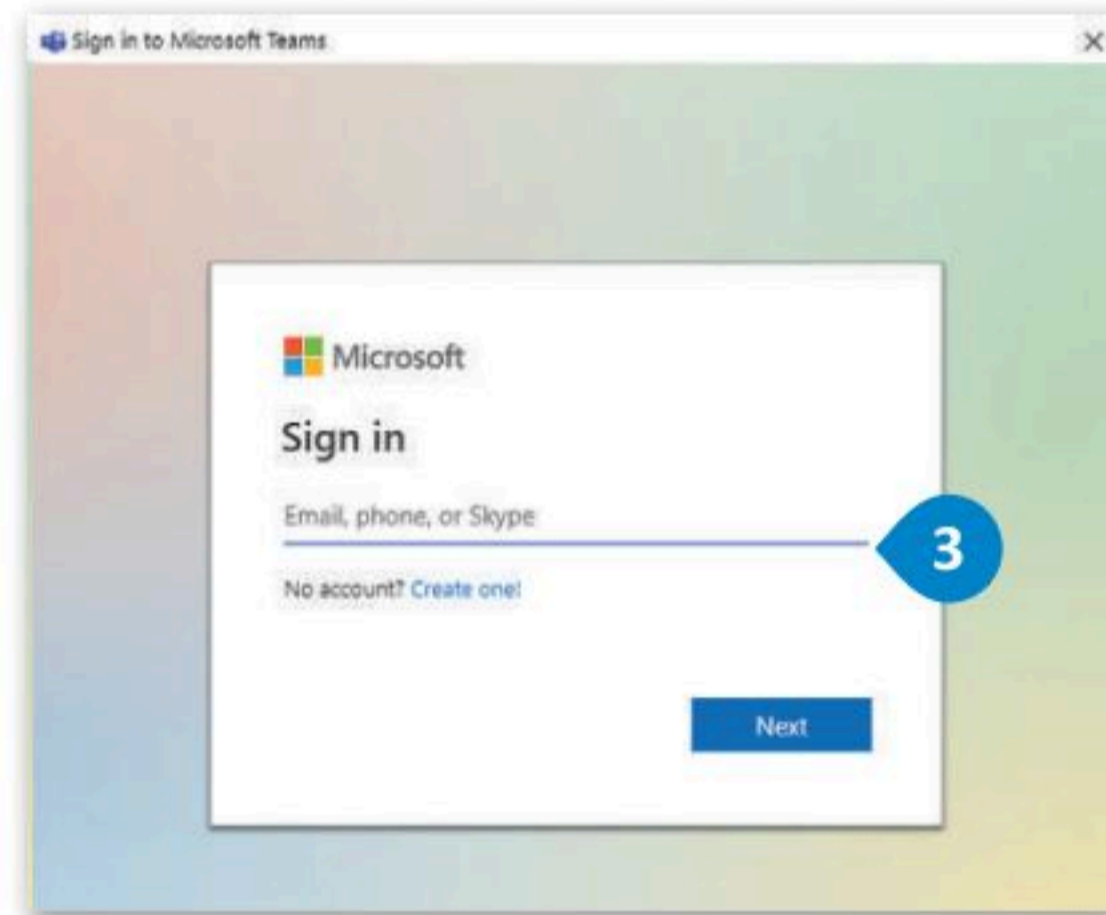 Sign in to Microsoft Teams
Microsoft
Sign in
Email, phone, or Skype
3
No account? Create one!
Next